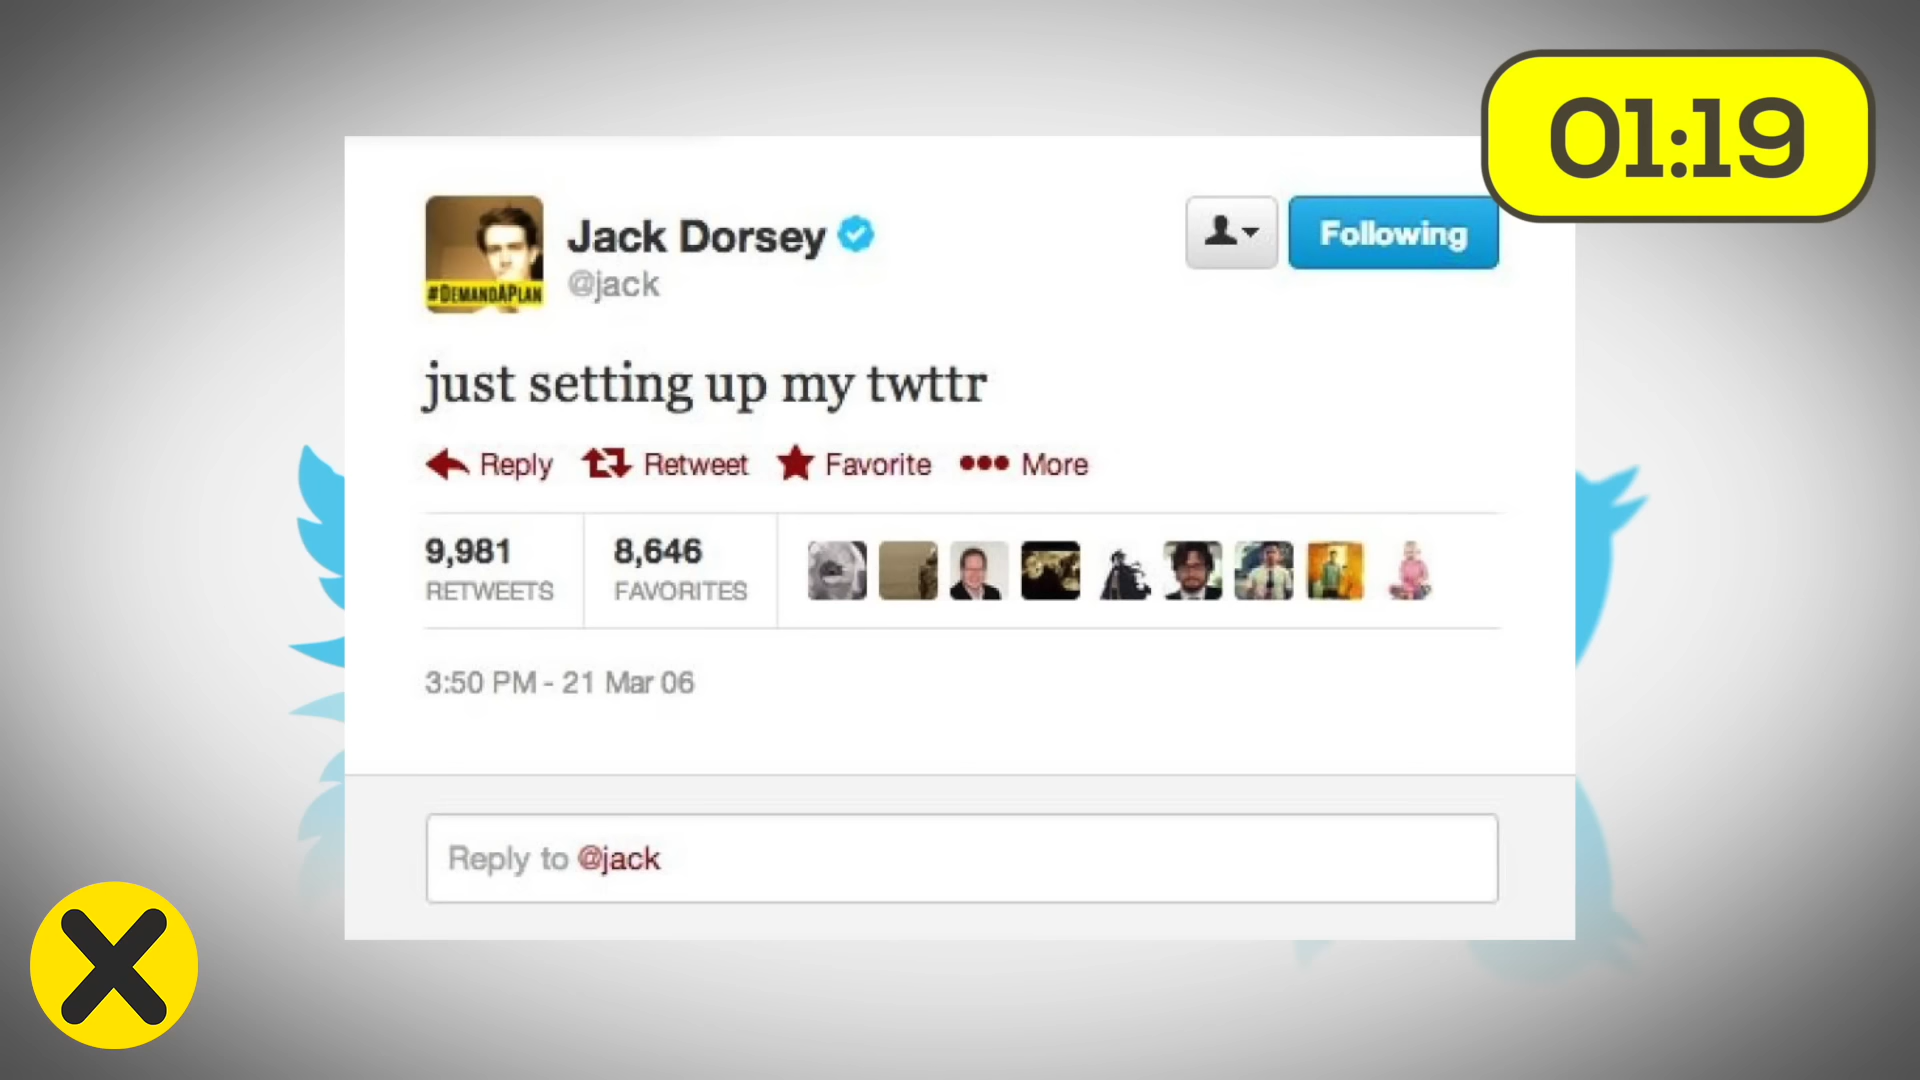 01:19
Jack Dorsey
@jack
Following
#DEMANDAPLAN
just setting up my twttr
Reply Retweet Favorite More
9,981 8,646
RETWEETS FAVORITES
3:50 PM - 21 Mar 06
Reply to @jack
X